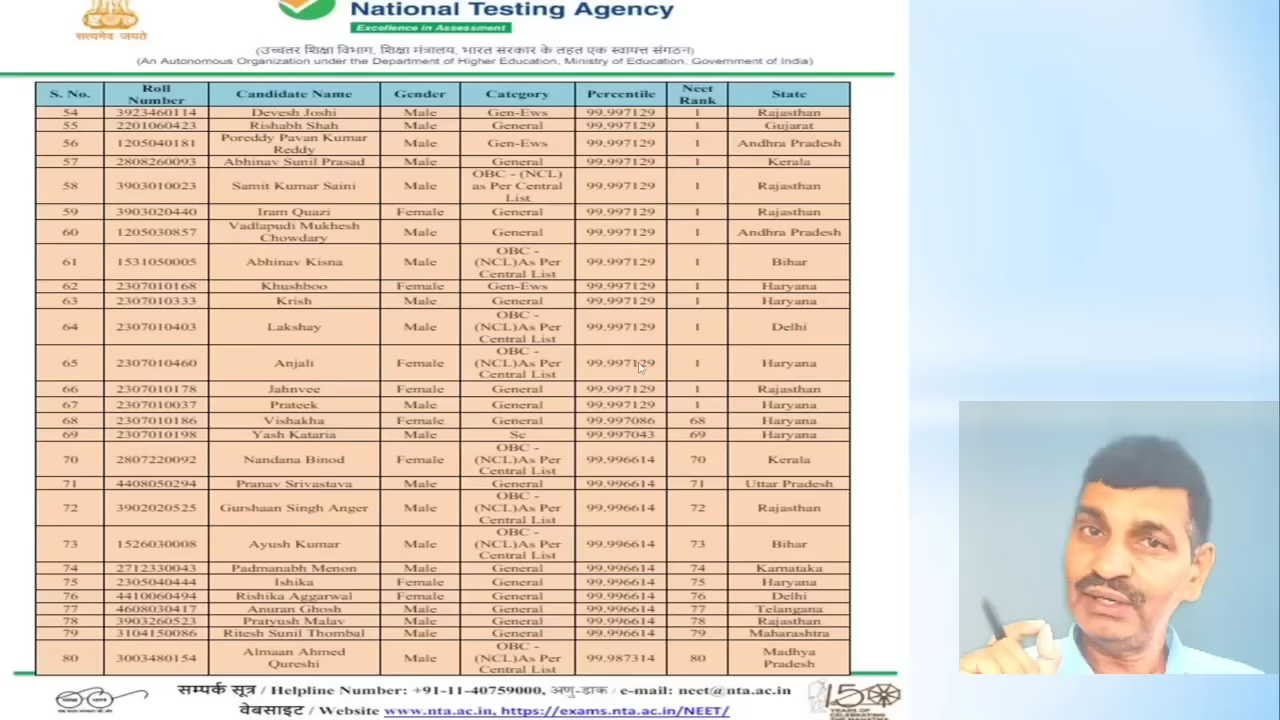 सत्यमेव जयते
National Testing Agency
Excellence in Assessment
(उच्चतर शिक्षा विभाग, शिक्षा मंत्रालय, भारत सरकार के तहत एक स्वायत्त संगठन)
(An Autonomous Organization under the Department of Higher Education, Ministry of Education, Government of India)
S. No. Roll Number Candidate Name Gender Category Percentile Neet Rank State
54 3923460114 Devesh Joshi Male Gen-Ews 99.997129 1 Rajasthan
55 2201060423 Rishabh Shah Male General 99.997129 1 Gujarat
56 1205040181 Poreddy Pavan Kumar Reddy Male Gen-Ews 99.997129 1 Andhra Pradesh
57 2808260093 Abhinav Sunil Prasad Male General 99.997129 1 Kerala
58 3903010023 Samit Kumar Saini Male OBC - (NCL) as Per Central List 99.997129 1 Rajasthan
59 3903020440 Iram Quazi Female General 99.997129 1 Rajasthan
60 1205030857 Vadlapudi Mukhesh Chowdary Male General 99.997129 1 Andhra Pradesh
61 1531050005 Abhinav Kisna Male OBC - (NCL)As Per Central List 99.997129 1 Bihar
62 2307010168 Khushboo Female Gen-Ews 99.997129 1 Haryana
63 2307010333 Krish Male General 99.997129 1 Haryana
64 2307010403 Lakshay Male OBC - (NCL)As Per Central List 99.997129 1 Delhi
65 2307010460 Anjali Female OBC - (NCL)As Per Central List 99.997129 1 Haryana
66 2307010178 Jahnvee Female General 99.997129 1 Rajasthan
67 2307010037 Prateek Male General 99.997129 1 Haryana
68 2307010186 Vishakha Female General 99.997086 68 Haryana
69 2307010198 Yash Kataria Male Sc 99.997043 69 Haryana
70 2807220092 Nandana Binod Female OBC - (NCL)As Per Central List 99.996614 70 Kerala
71 4408050294 Pranav Srivastava Male General 99.996614 71 Uttar Pradesh
72 3902020525 Gurshaan Singh Anger Male OBC - (NCL)As Per Central List 99.996614 72 Rajasthan
73 1526030008 Ayush Kumar Male OBC - (NCL)As Per Central List 99.996614 73 Bihar
74 2712330043 Padmanabh Menon Male General 99.996614 74 Karnataka
75 2305040444 Ishika Female General 99.996614 75 Haryana
76 4410060494 Rishika Aggarwal Female General 99.996614 76 Delhi
77 4608030417 Anuran Ghosh Male General 99.996614 77 Telangana
78 3903260523 Pratyush Malav Male General 99.996614 78 Rajasthan
79 3104150086 Ritesh Sunil Thombal Male General 99.996614 79 Maharashtra
80 3003480154 Almaan Ahmed Qureshi Male OBC - (NCL)As Per Central List 99.987314 80 Madhya Pradesh
सम्पर्क सूत्र / Helpline Number: +91-11-40759000, अणु-डाक / e-mail: neet@nta.ac.in
वेबसाइट / Website www.nta.ac.in, https://exams.nta.ac.in/NEET/
150
YEARS OF
CELEBRATING
THE MAHATMA